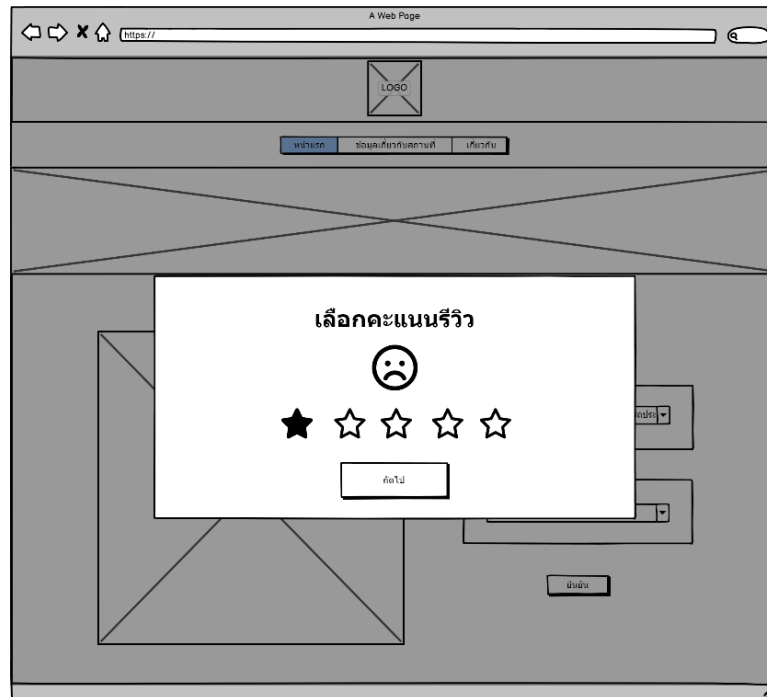 A Web Page
https://
LOGO
หน้าแรก ข้อมูลเกี่ยวกับสถานที่ เกี่ยวกับ
เลือกคะแนนรีวิว
ถัดไป
ยืนยัน